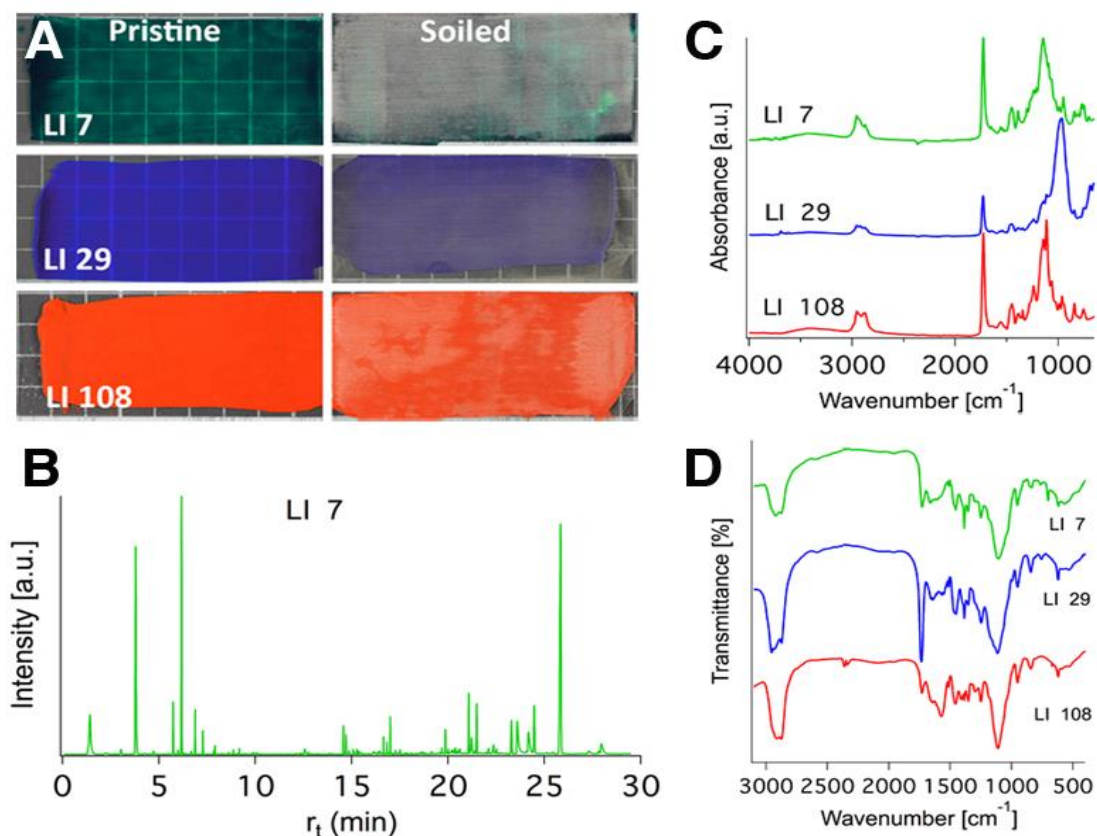 A
Pristine
Soiled
LI 7
LI 29
LI 108
B
LI 7
Intensity [a.u.]
0 5 10 15 20 25 30
rt (min)
C
LI 7
LI 29
LI 108
Absorbance [a.u.]
4000 3000 2000 1000
Wavenumber [cm-1]
D
LI 7
LI 29
LI 108
Transmittance [%]
3000 2500 2000 1500 1000 500
Wavenumber [cm-1]